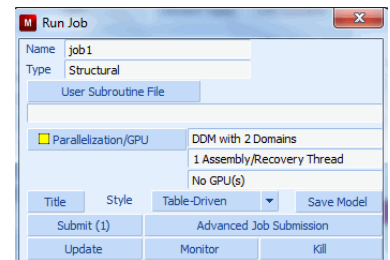 M Run Job X
Name job1
Type Structural
User Subroutine File
Parallelization/GPU DDM with 2 Domains
1 Assembly/Recovery Thread
No GPU(s)
Title Style Table-Driven Save Model
Submit (1) Advanced Job Submission
Update Monitor Kill